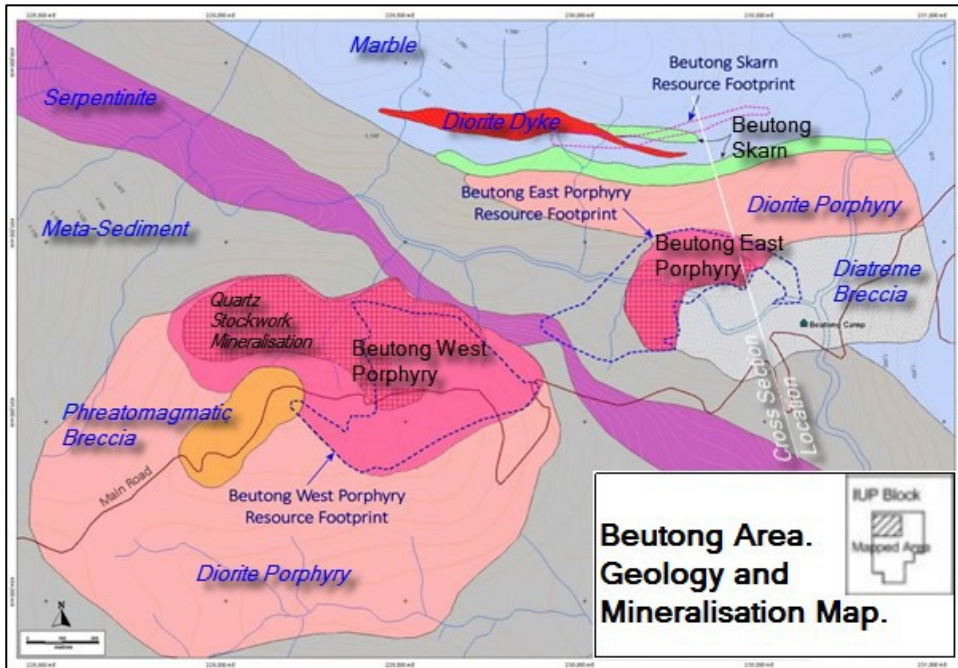 Marble
Beutong Skarn
Resource Footprint
Serpentinite
Diorite Dyke
Beutong
Skarn
Beutong East Porphyry
Resource Footprint
Diorite Porphyry
Meta-Sediment
Beutong East
Porphyry
Diatreme
Breccia
Quartz
Stockwork
Mineralisation
Beutong Camp
Beutong West
Porphyry
Phreatomagmatic
Breccia
Cross Section
Location
Main Road
Beutong West Porphyry
Resource Footprint
Diorite Porphyry
IUP Block
Mapped Area
Beutong Area.
Geology and
Mineralisation Map.
N
metres